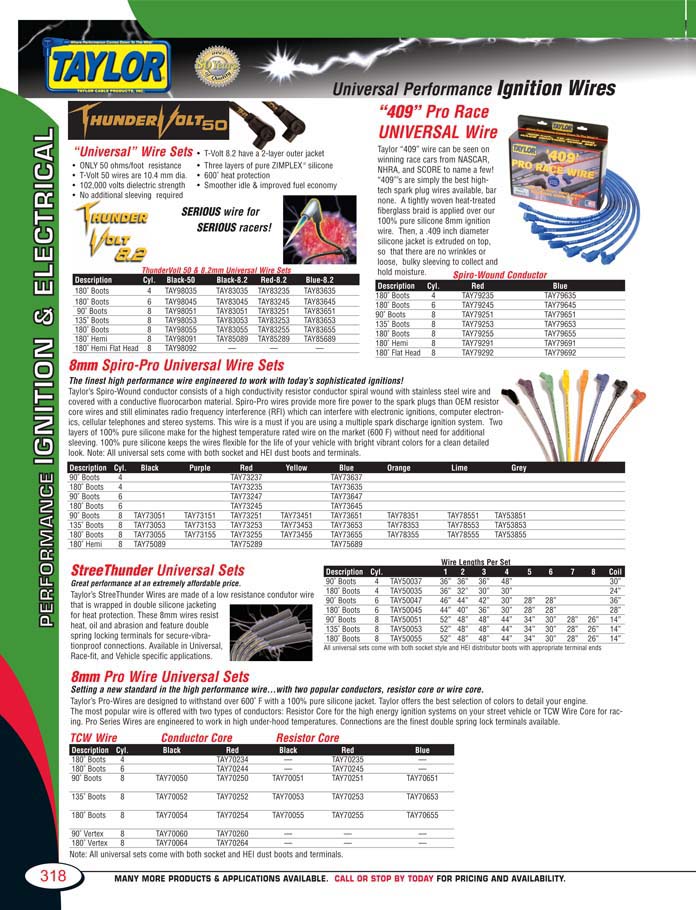 Where Performance Comes Down To The Wire!
TAYLOR
TAYLOR CABLE PRODUCTS, INC.
Over
50 Years
of Quality
Universal Performance Ignition Wires
THUNDERVOLT50
“Universal” Wire Sets
• ONLY 50 ohms/foot resistance
• T-Volt 50 wires are 10.4 mm dia.
• 102,000 volts dielectric strength
• No additional sleeving required
• T-Volt 8.2 have a 2-layer outer jacket
• Three layers of pure ZIMPLEX® silicone
• 600˚ heat protection
• Smoother idle & improved fuel economy
THUNDER
VOLT
8.2
SERIOUS wire for
SERIOUS racers!
ThunderVolt 50 & 8.2mm Universal Wire Sets
Description Cyl. Black-50 Black-8.2 Red-8.2 Blue-8.2
180˚ Boots 4 TAY98035 TAY83035 TAY83235 TAY83635
180˚ Boots 6 TAY98045 TAY83045 TAY83245 TAY83645
90˚ Boots 8 TAY98051 TAY83051 TAY83251 TAY83651
135˚ Boots 8 TAY98053 TAY83053 TAY83253 TAY83653
180˚ Boots 8 TAY98055 TAY83055 TAY83255 TAY83655
180˚ Hemi 8 TAY98091 TAY85089 TAY85289 TAY85689
180˚ Hemi Flat Head 8 TAY98092 — — —
“409” Pro Race
UNIVERSAL Wire
Taylor “409” wire can be seen on
winning race cars from NASCAR,
NHRA, and SCORE to name a few!
“409”’s are simply the best high-
tech spark plug wires available, bar
none. A tightly woven heat-treated
fiberglass braid is applied over our
100% pure silicone 8mm ignition
wire. Then, a .409 inch diameter
silicone jacket is extruded on top,
so that there are no wrinkles or
loose, bulky sleeving to collect and
hold moisture.
TAYLOR
'409'
PRO RACE WIRE
Spiro-Wound Conductor
Description Cyl. Red Blue
180˚ Boots 4 TAY79235 TAY79635
180˚ Boots 6 TAY79245 TAY79645
90˚ Boots 8 TAY79251 TAY79651
135˚ Boots 8 TAY79253 TAY79653
180˚ Boots 8 TAY79255 TAY79655
180˚ Hemi 8 TAY79291 TAY79691
180˚ Flat Head 8 TAY79292 TAY79692
8mm Spiro-Pro Universal Wire Sets
The finest high performance wire engineered to work with today’s sophisticated ignitions!
Taylor’s Spiro-Wound conductor consists of a high conductivity resistor conductor spiral wound with stainless steel wire and
covered with a conductive fluorocarbon material. Spiro-Pro wires provide more fire power to the spark plugs than OEM resistor
core wires and still eliminates radio frequency interference (RFI) which can interfere with electronic ignitions, computer electron-
ics, cellular telephones and stereo systems. This wire is a must if you are using a multiple spark discharge ignition system. Two
layers of 100% pure silicone make for the highest temperature rated wire on the market (600 F) without need for additional
sleeving. 100% pure silicone keeps the wires flexible for the life of your vehicle with bright vibrant colors for a clean detailed
look. Note: All universal sets come with both socket and HEI dust boots and terminals.
Description Cyl. Black Purple Red Yellow Blue Orange Lime Grey
90˚ Boots 4 TAY73237 TAY73637
180˚ Boots 4 TAY73235 TAY73635
90˚ Boots 6 TAY73247 TAY73647
180˚ Boots 6 TAY73245 TAY73645
90˚ Boots 8 TAY73051 TAY73151 TAY73251 TAY73451 TAY73651 TAY78351 TAY78551 TAY53851
135˚ Boots 8 TAY73053 TAY73153 TAY73253 TAY73453 TAY73653 TAY78353 TAY78553 TAY53853
180˚ Boots 8 TAY73055 TAY73155 TAY73255 TAY73455 TAY73655 TAY78355 TAY78555 TAY53855
180˚ Hemi 8 TAY75089 TAY75289 TAY75689
StreeThunder Universal Sets
Great performance at an extremely affordable price.
Taylor’s StreeThunder Wires are made of a low resistance condutor wire
that is wrapped in double silicone jacketing
for heat protection. These 8mm wires resist
heat, oil and abrasion and feature double
spring locking terminals for secure-vibra-
tionproof connections. Available in Universal,
Race-fit, and Vehicle specific applications.
Wire Lengths Per Set
Description Cyl. 1 2 3 4 5 6 7 8 Coil
90˚ Boots 4 TAY50037 36” 36” 36” 48” 30”
180˚ Boots 4 TAY50035 36” 32” 30” 30” 24”
90˚ Boots 6 TAY50047 46” 44” 42” 30” 28” 28” 36”
180˚ Boots 6 TAY50045 44” 40” 36” 30” 28” 28” 28”
90˚ Boots 8 TAY50051 52” 48” 48” 44” 34” 30” 28” 26” 14”
135˚ Boots 8 TAY50053 52” 48” 48” 44” 34” 30” 28” 26” 14”
180˚ Boots 8 TAY50055 52” 48” 48” 44” 34” 30” 28” 26” 14”
All universal sets come with both socket style and HEI distributor boots with appropriate terminal ends
8mm Pro Wire Universal Sets
Setting a new standard in the high performance wire…with two popular conductors, resistor core or wire core.
Taylor’s Pro-Wires are designed to withstand over 600˚ F with a 100% pure silicone jacket. Taylor offers the best selection of colors to detail your engine.
The most popular wire is offered with two types of conductors: Resistor Core for the high energy ignition systems on your street vehicle or TCW Wire Core for rac-
ing. Pro Series Wires are engineered to work in high under-hood temperatures. Connections are the finest double spring lock terminals available.
TCW Wire Conductor Core Resistor Core
Description Cyl. Black Red Black Red Blue
180˚ Boots 4 TAY70234 — TAY70235 —
180˚ Boots 6 TAY70244 — TAY70245 —
90˚ Boots 8 TAY70050 TAY70250 TAY70051 TAY70251 TAY70651
135˚ Boots 8 TAY70052 TAY70252 TAY70053 TAY70253 TAY70653
180˚ Boots 8 TAY70054 TAY70254 TAY70055 TAY70255 TAY70655
90˚ Vertex 8 TAY70060 TAY70260 — — —
180˚ Vertex 8 TAY70064 TAY70264 — — —
Note: All universal sets come with both socket and HEI dust boots and terminals.
PERFORMANCE IGNITION & ELECTRICAL
318
MANY MORE PRODUCTS & APPLICATIONS AVAILABLE. CALL OR STOP BY TODAY FOR PRICING AND AVAILABILITY.